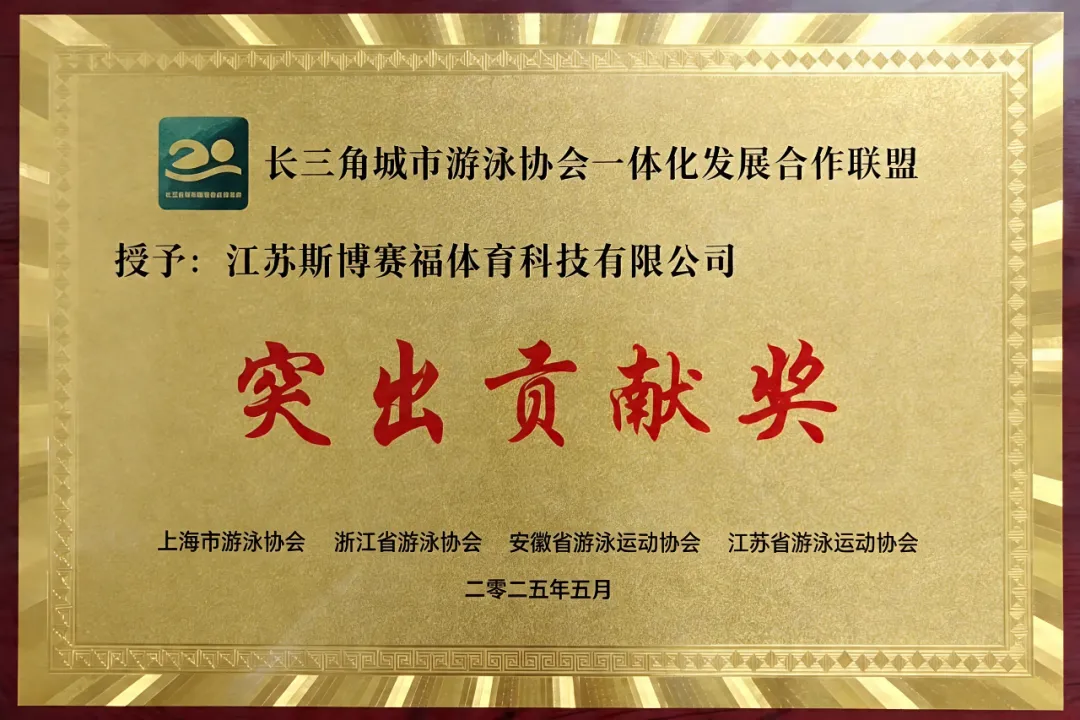 长三角城市游泳协会一体化发展合作联盟
授予：江苏斯博赛福体育科技有限公司
突出贡献奖
上海市游泳协会 浙江省游泳协会 安徽省游泳运动协会 江苏省游泳运动协会
二零二五年五月